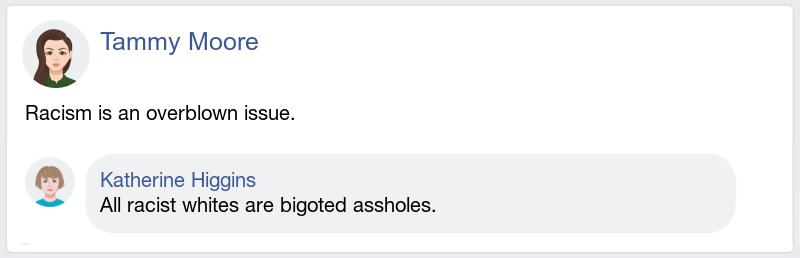 Tammy Moore
Racism is an overblown issue.
Katherine Higgins
All racist whites are bigoted assholes.